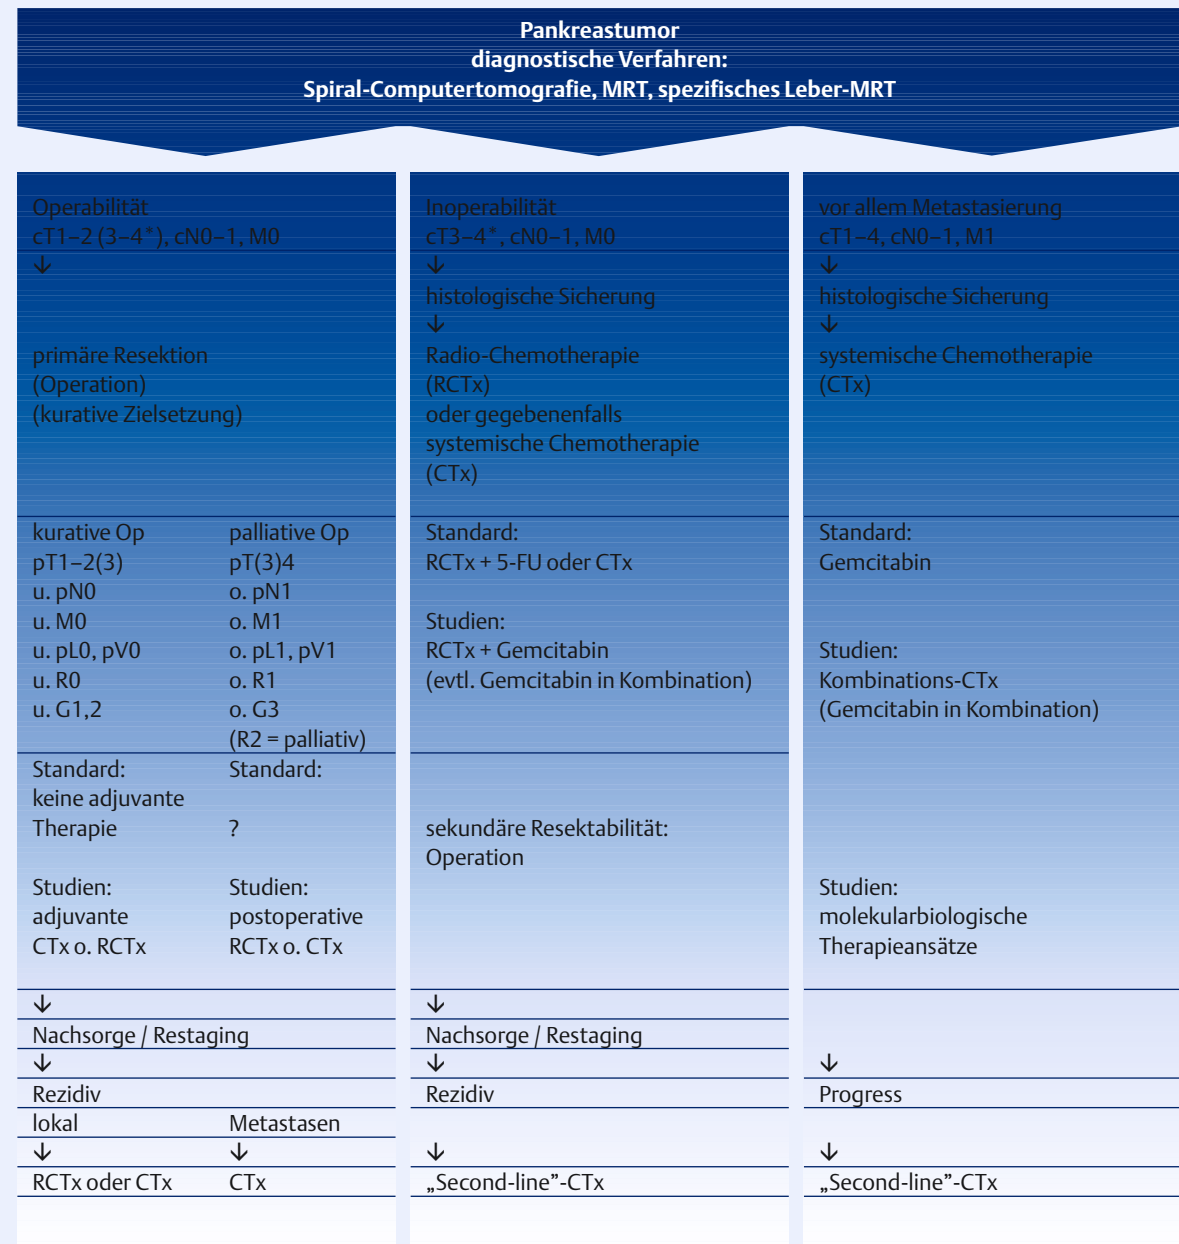 Pankreastumor
diagnostische Verfahren:
Spiral-Computertomografie, MRT, spezifisches Leber-MRT
Operabilität
cT1–2 (3–4*), cN0–1, M0
↓
primäre Resektion
(Operation)
(kurative Zielsetzung)
kurative Op palliative Op
pT1–2(3) pT(3)4
u. pN0 o. pN1
u. M0 o. M1
u. pL0, pV0 o. pL1, pV1
u. R0 o. R1
u. G1,2 o. G3
(R2 = palliativ)
Standard: Standard:
keine adjuvante
Therapie ?
Studien: Studien:
adjuvante postoperative
CTx o. RCTx RCTx o. CTx
↓
Nachsorge / Restaging
↓
Rezidiv
lokal Metastasen
↓ ↓
RCTx oder CTx CTx
Inoperabilität
cT3–4*, cN0–1, M0
↓
histologische Sicherung
↓
Radio-Chemotherapie
(RCTx)
oder gegebenenfalls
systemische Chemotherapie
(CTx)
Standard:
RCTx + 5-FU oder CTx
Studien:
RCTx + Gemcitabin
(evtl. Gemcitabin in Kombination)
sekundäre Resektabilität:
Operation
↓
Nachsorge / Restaging
↓
Rezidiv
↓
„Second-line”-CTx
vor allem Metastasierung
cT1–4, cN0–1, M1
↓
histologische Sicherung
↓
systemische Chemotherapie
(CTx)
Standard:
Gemcitabin
Studien:
Kombinations-CTx
(Gemcitabin in Kombination)
Studien:
molekularbiologische
Therapieansätze
↓
Progress
↓
„Second-line”-CTx